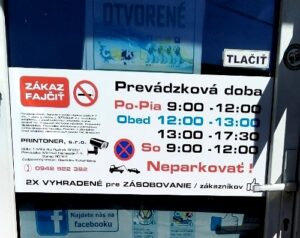 OTVORENÉ
TLAČIŤ
ZÁKAZ
FAJČIŤ
Prevádzková doba
Po-Pia 9:00 -12:00
Obed 12:00 -13:00
13:00 -17:30
So 9:00 -12:00
Neparkovať !
PRINTONER, s.r.o.
0948 922 382
2X VYHRADENÉ pre ZÁSOBOVANIE / zákazníkov
Nájdete nás na
facebooku